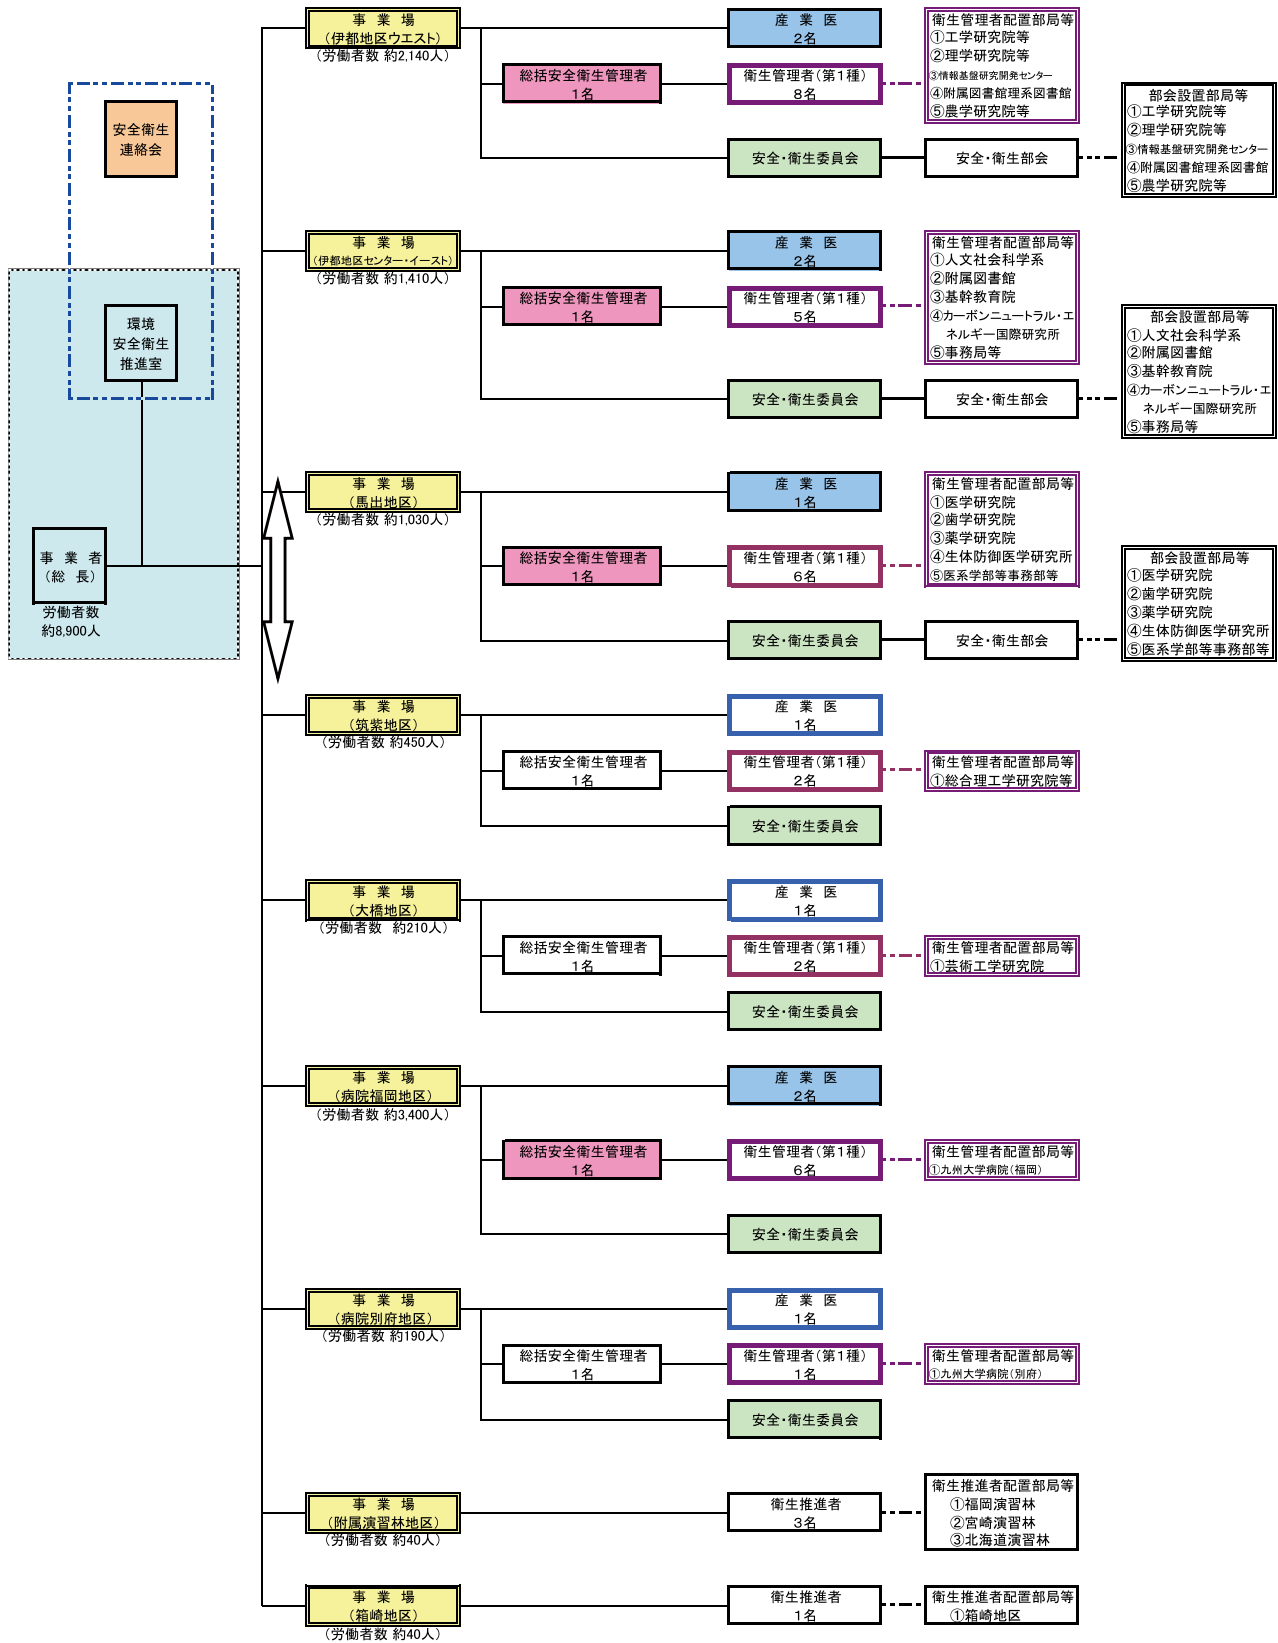 安全衛生
連絡会
環境
安全衛生
推進室
事　業　者
（総　長）
労働者数
約8,900人
事　業　場
（伊都地区ウエスト）
（労働者数 約2,140人）
産　業　医
２名
総括安全衛生管理者
１名
衛生管理者（第１種）
８名
衛生管理者配置部局等
①工学研究院等
②理学研究院等
③情報基盤研究開発センター
④附属図書館理系図書館
⑤農学研究院等
安全・衛生委員会
安全・衛生部会
部会設置部局等
①工学研究院等
②理学研究院等
③情報基盤研究開発センター
④附属図書館理系図書館
⑤農学研究院等
事　業　場
（伊都地区センター・イースト）
（労働者数 約1,410人）
産　業　医
２名
総括安全衛生管理者
１名
衛生管理者（第１種）
５名
衛生管理者配置部局等
①人文社会科学系
②附属図書館
③基幹教育院
④カーボンニュートラル・エ
ネルギー国際研究所
⑤事務局等
安全・衛生委員会
安全・衛生部会
部会設置部局等
①人文社会科学系
②附属図書館
③基幹教育院
④カーボンニュートラル・エ
ネルギー国際研究所
⑤事務局等
事　業　場
（馬出地区）
（労働者数 約1,030人）
産　業　医
１名
総括安全衛生管理者
１名
衛生管理者（第１種）
６名
衛生管理者配置部局等
①医学研究院
②歯学研究院
③薬学研究院
④生体防御医学研究所
⑤医系学部等事務部等
安全・衛生委員会
安全・衛生部会
部会設置部局等
①医学研究院
②歯学研究院
③薬学研究院
④生体防御医学研究所
⑤医系学部等事務部等
事　業　場
（筑紫地区）
（労働者数 約450人）
産　業　医
１名
総括安全衛生管理者
１名
衛生管理者（第１種）
２名
衛生管理者配置部局等
①総合理工学研究院等
安全・衛生委員会
事　業　場
（大橋地区）
（労働者数　約210人）
産　業　医
１名
総括安全衛生管理者
１名
衛生管理者（第１種）
２名
衛生管理者配置部局等
①芸術工学研究院
安全・衛生委員会
事　業　場
（病院福岡地区）
（労働者数 約3,400人）
産　業　医
２名
総括安全衛生管理者
１名
衛生管理者（第１種）
６名
衛生管理者配置部局等
①九州大学病院（福岡）
安全・衛生委員会
事　業　場
（病院別府地区）
（労働者数 約190人）
産　業　医
１名
総括安全衛生管理者
１名
衛生管理者（第１種）
１名
衛生管理者配置部局等
①九州大学病院（別府）
安全・衛生委員会
事　業　場
（附属演習林地区）
（労働者数 約40人）
衛生推進者
３名
衛生推進者配置部局等
①福岡演習林
②宮崎演習林
③北海道演習林
事　業　場
（箱崎地区）
（労働者数 約40人）
衛生推進者
１名
衛生推進者配置部局等
①箱崎地区